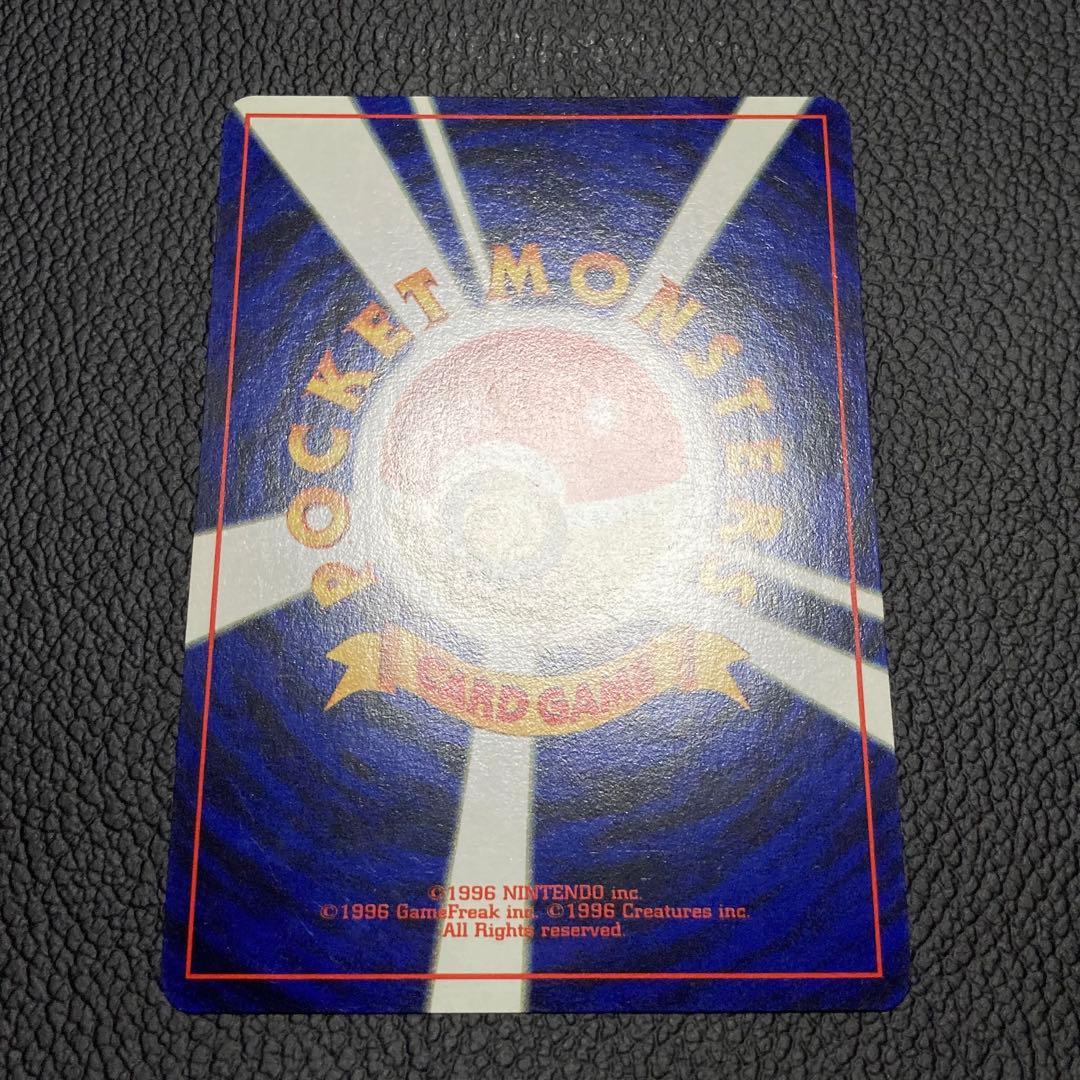 POCKET MONSTERS
CARD GAME
©1996 NINTENDO inc.
©1996 GameFreak inc. ©1996 Creatures inc.
All Rights reserved.